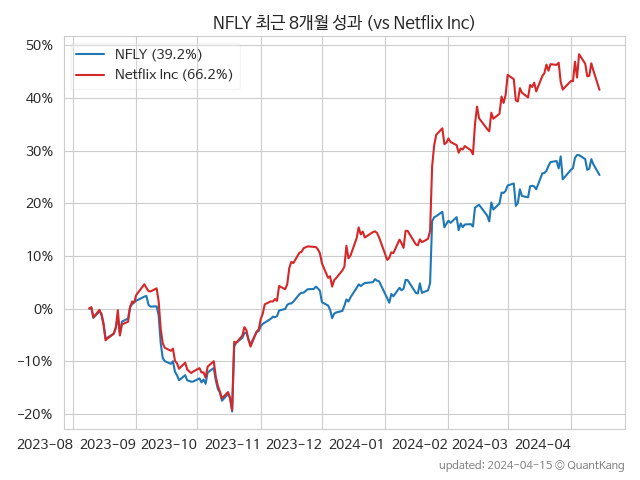 NFLY 최근 8개월 성과 (vs Netflix Inc)
NFLY (39.2%)
Netflix Inc (66.2%)
50%
40%
30%
20%
10%
0%
−10%
−20%
2023−08 2023−09 2023−10 2023−11 2023−12 2024−01 2024−02 2024−03 2024−04
updated: 2024−04−15 © QuantKang